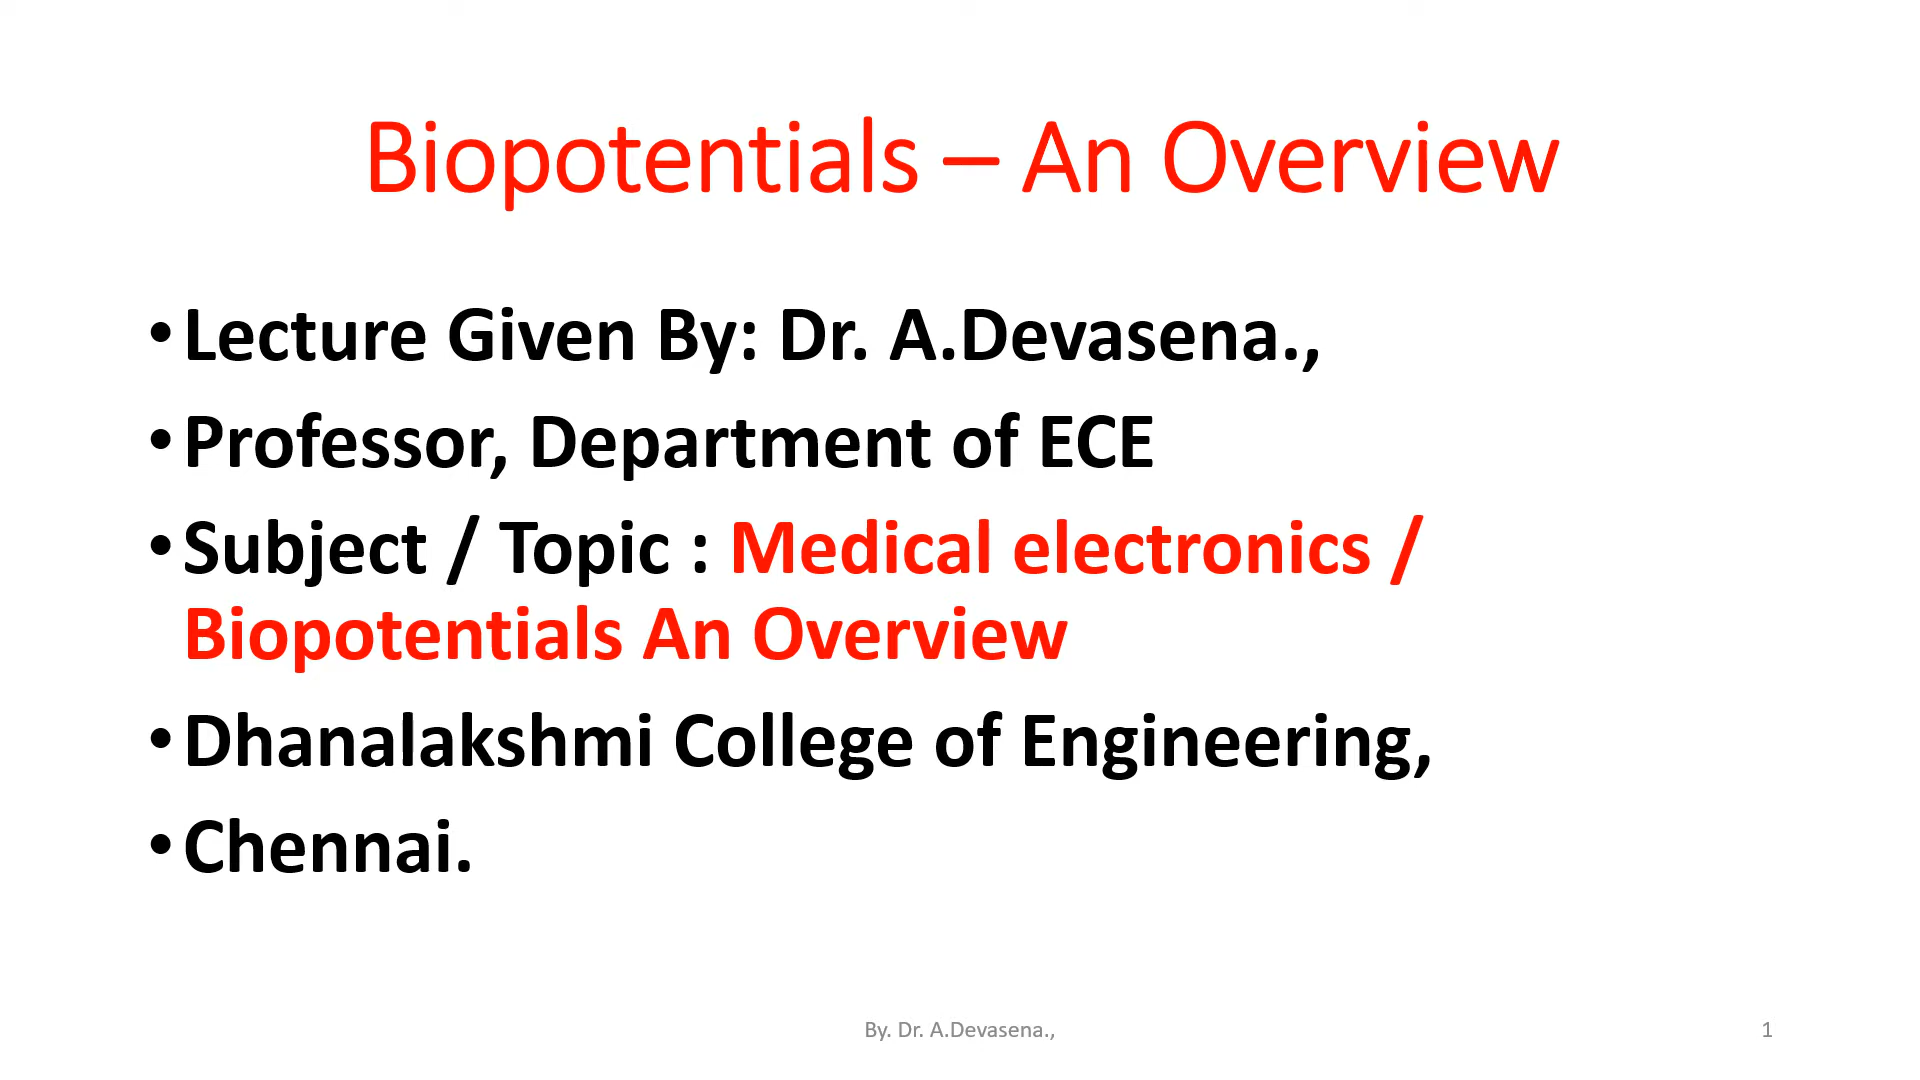 Biopotentials – An Overview
•Lecture Given By: Dr. A.Devasena.,
•Professor, Department of ECE
•Subject / Topic : Medical electronics /
Biopotentials An Overview
•Dhanalakshmi College of Engineering,
•Chennai.
By. Dr. A.Devasena.,
1